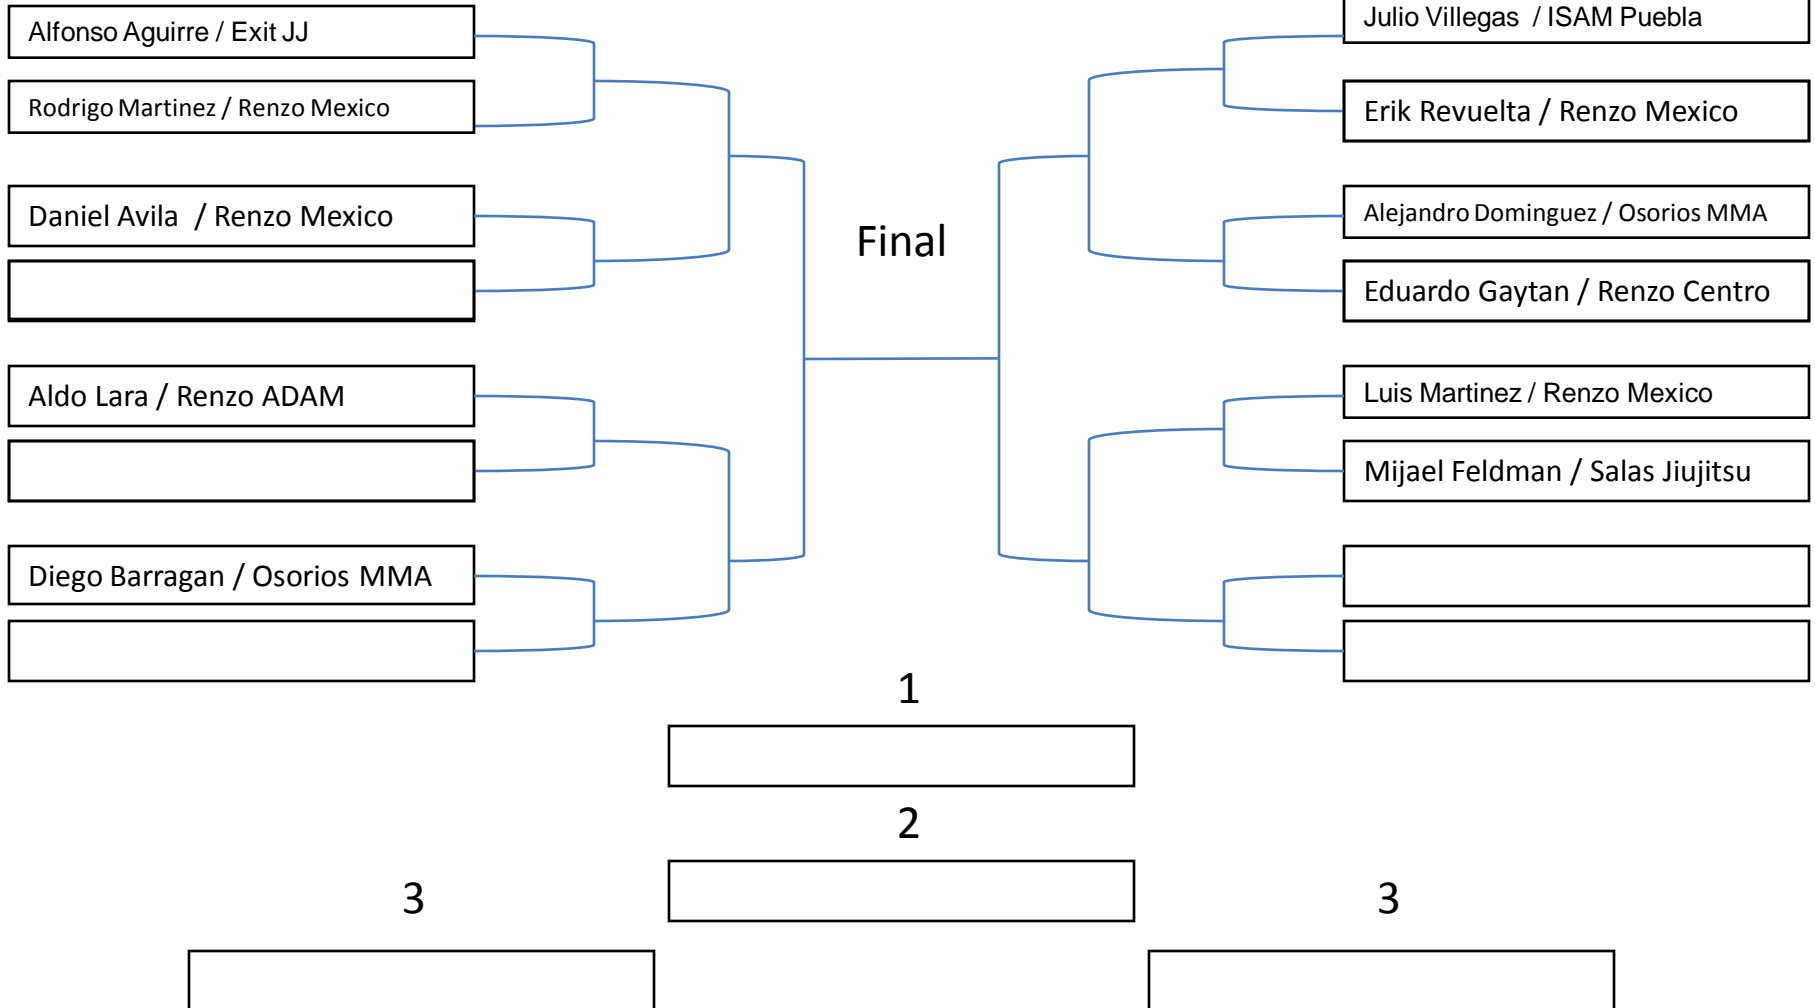 Alfonso Aguirre / Exit JJ
Rodrigo Martinez / Renzo Mexico
Daniel Avila / Renzo Mexico
Aldo Lara / Renzo ADAM
Diego Barragan / Osorios MMA
Final
Julio Villegas / ISAM Puebla
Erik Revuelta / Renzo Mexico
Alejandro Dominguez / Osorios MMA
Eduardo Gaytan / Renzo Centro
Luis Martinez / Renzo Mexico
Mijael Feldman / Salas Jiujitsu
1
2
3
3